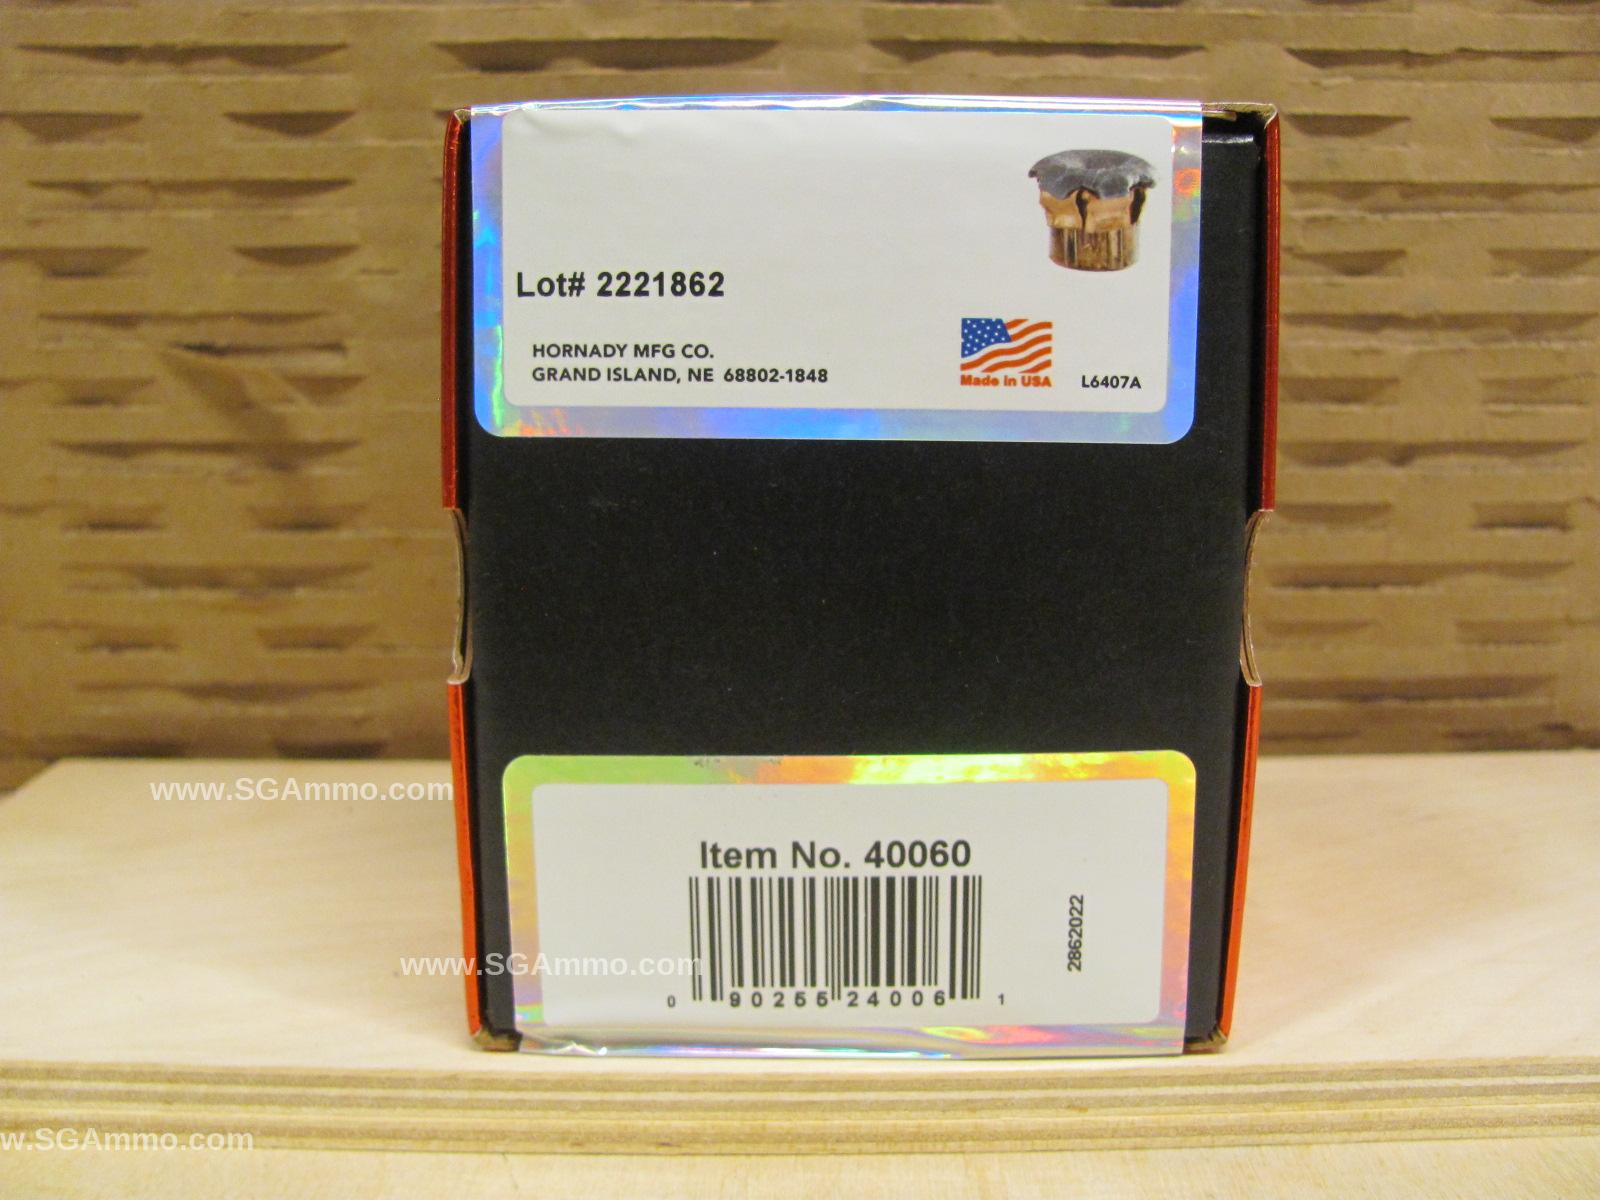 Lot# 2221862
HORNADY MFG CO.
GRAND ISLAND, NE 68802-1848
Made in USA
L6407A
www.SGAmmo.com
Item No. 40060
2862022
www.SGAmmo.com
0 90255 24006 1
w.SGAmmo.com